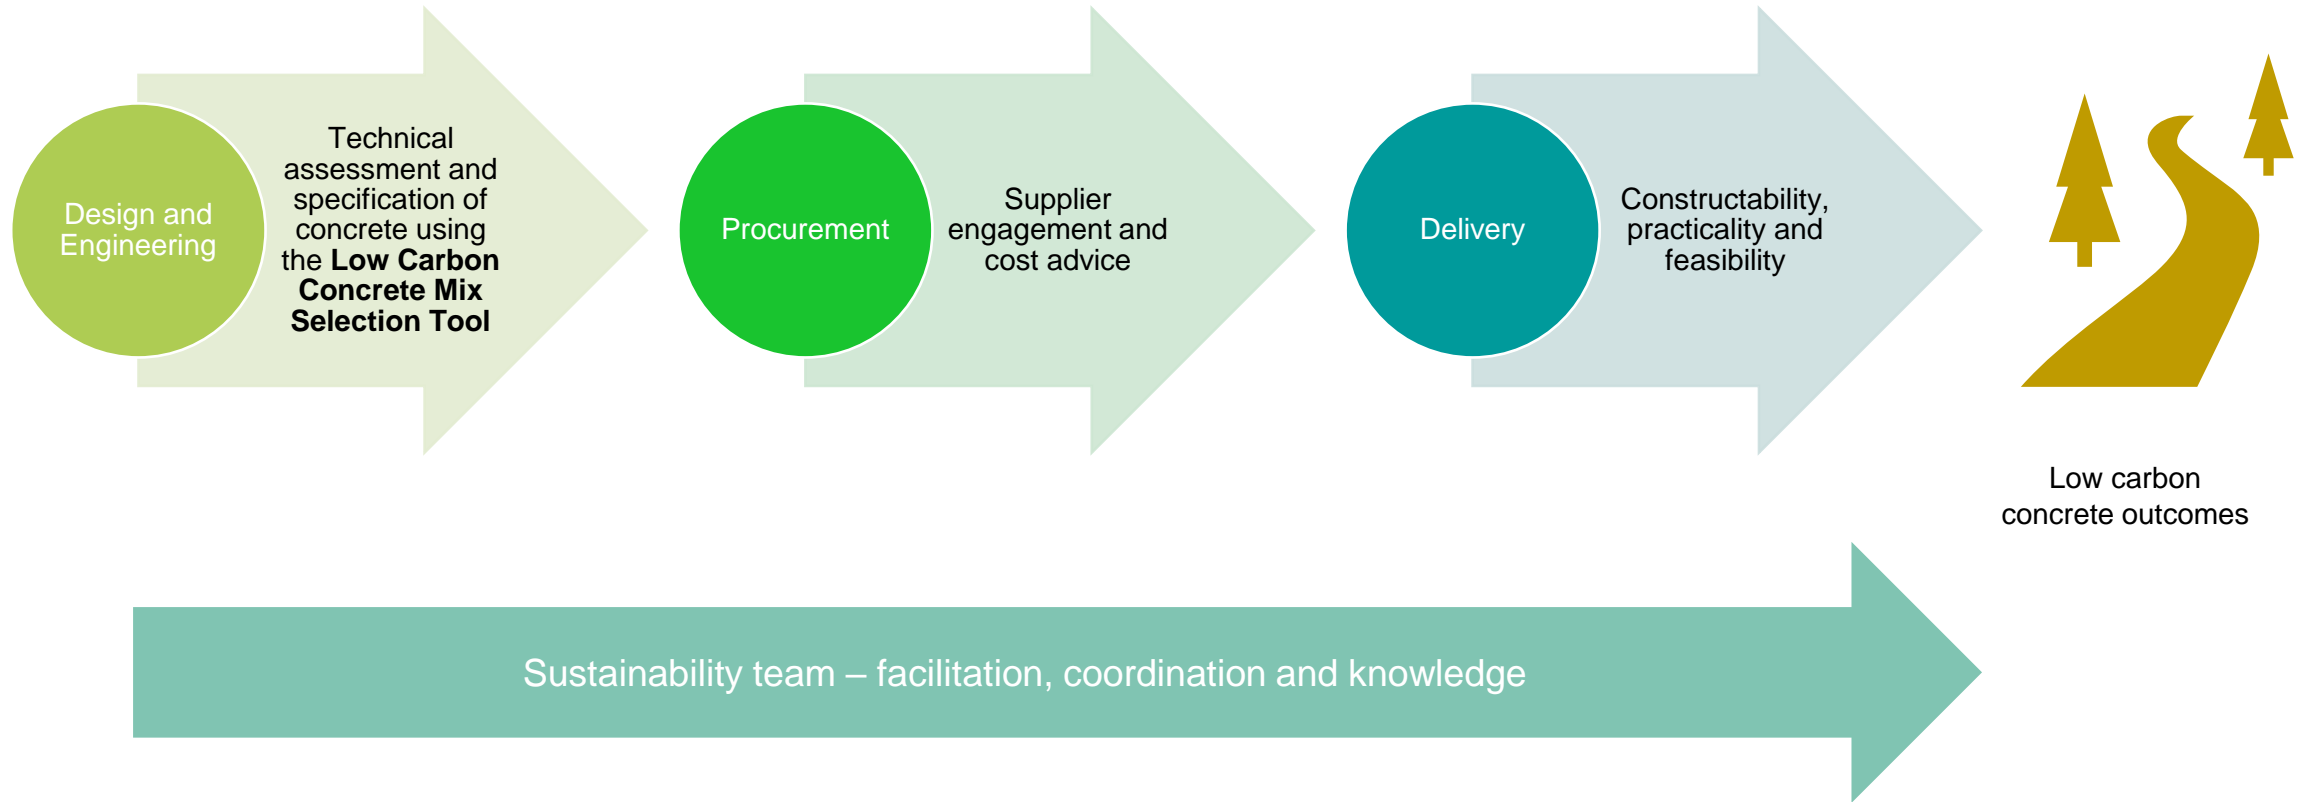 Design and
Engineering
Technical
assessment and
specification of
concrete using
the Low Carbon
Concrete Mix
Selection Tool
Procurement
Supplier
engagement and
cost advice
Delivery
Constructability,
practicality and
feasibility
Low carbon
concrete outcomes
Sustainability team – facilitation, coordination and knowledge